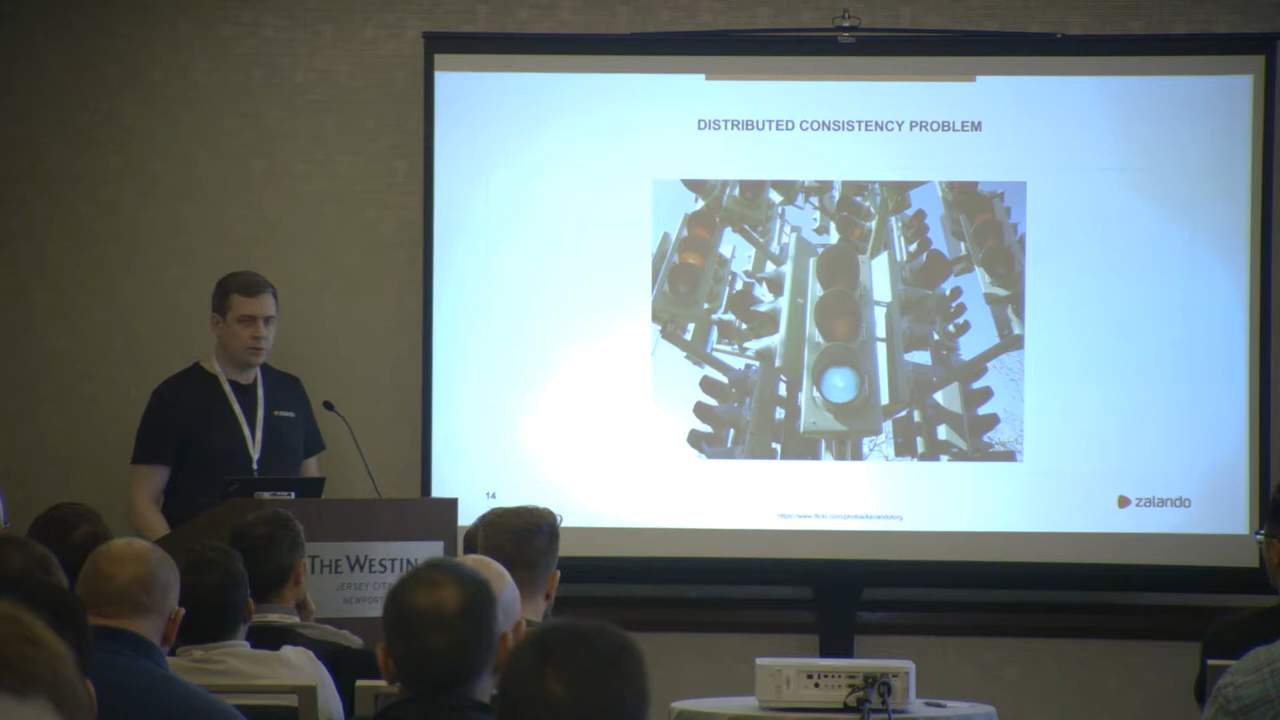 DISTRIBUTED CONSISTENCY PROBLEM
14
zalando
THE WESTIN
JERSEY CITY
NEWPORT